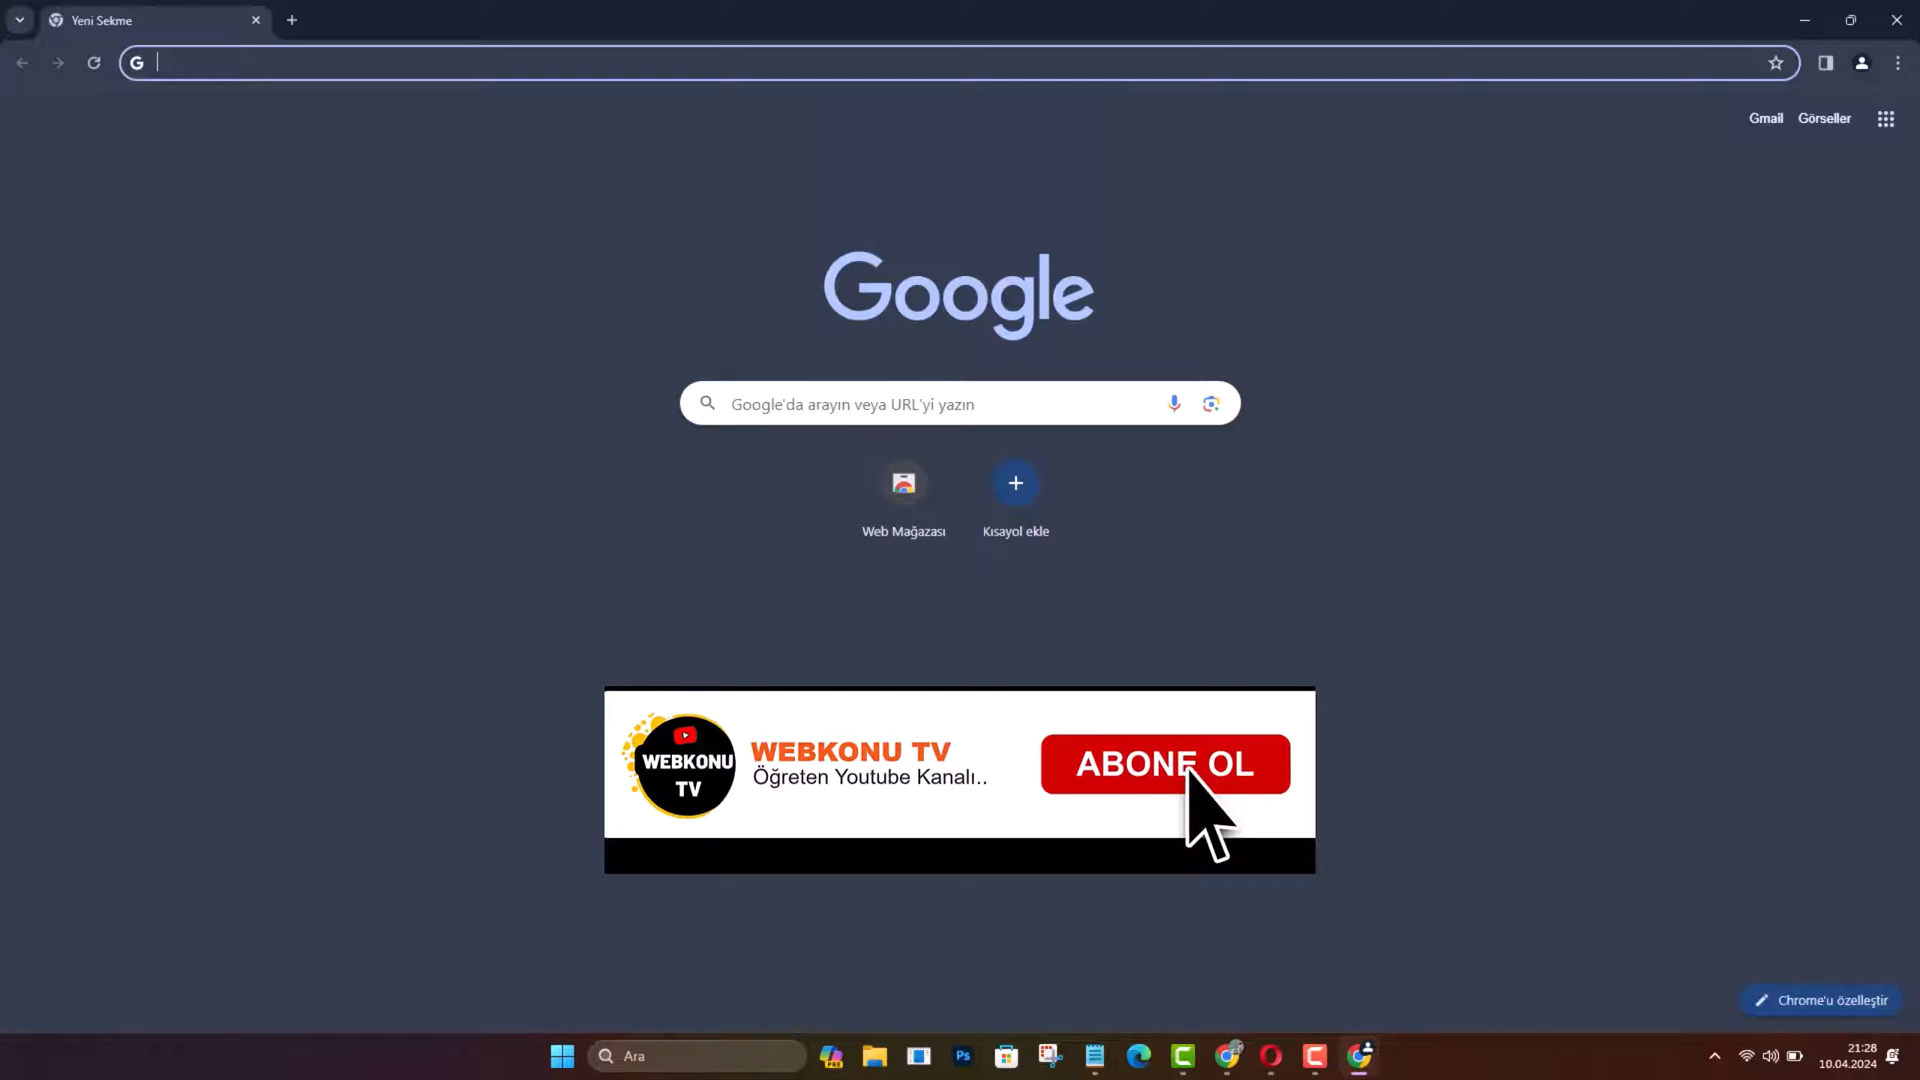 Yeni Sekme
Gmail Görseller
Google
Google'da arayın veya URL'yi yazın
Web Mağazası
Kısayol ekle
WEBKONU
TV
WEBKONU TV
Öğreten Youtube Kanalı..
ABONE OL
Chrome'u özelleştir
Ara
PRE
Ps
21:28
10.04.2024